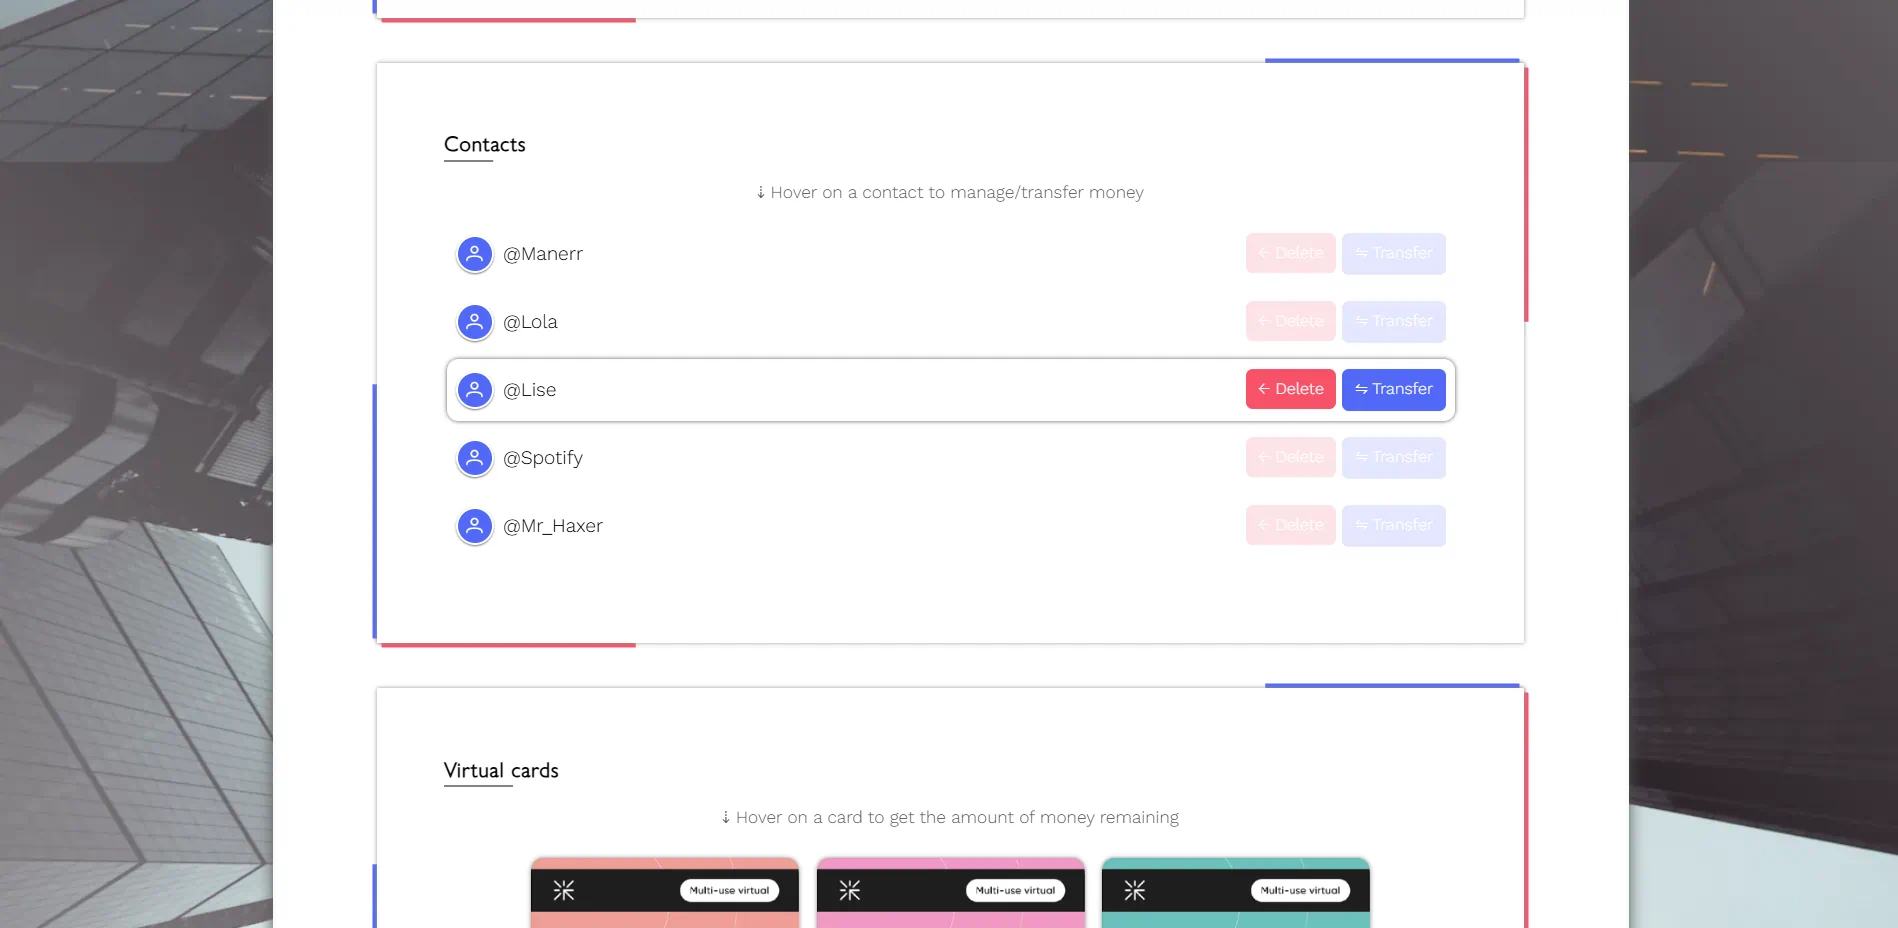 Contacts
⇣ Hover on a contact to manage/transfer money
@Manerr ← Delete ⇋ Transfer
@Lola ← Delete ⇋ Transfer
@Lise ← Delete ⇋ Transfer
@Spotify ← Delete ⇋ Transfer
@Mr_Haxer ← Delete ⇋ Transfer
Virtual cards
⇣ Hover on a card to get the amount of money remaining
Multi-use virtual Multi-use virtual Multi-use virtual